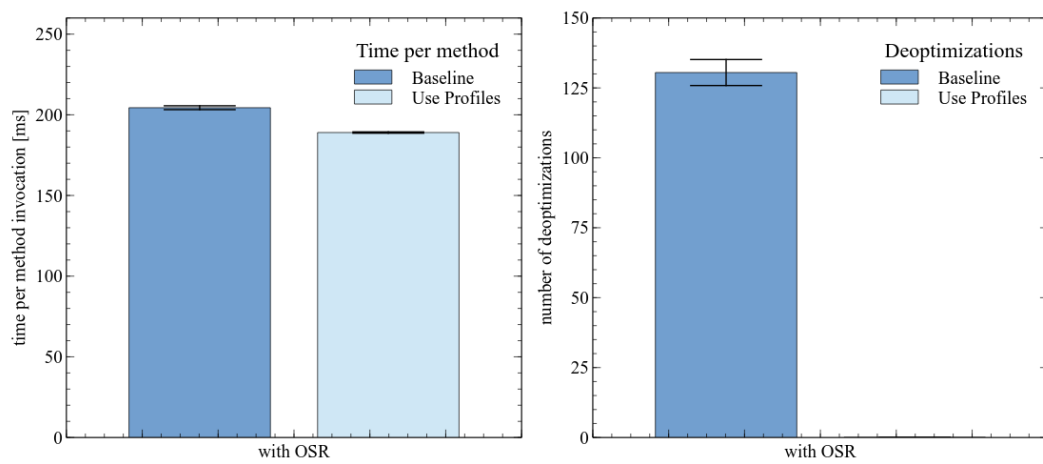 250
200
150
100
50
0
time per method invocation [ms]
Time per method
Baseline
Use Profiles
with OSR
150
125
100
75
50
25
0
number of deoptimizations
Deoptimizations
Baseline
Use Profiles
with OSR